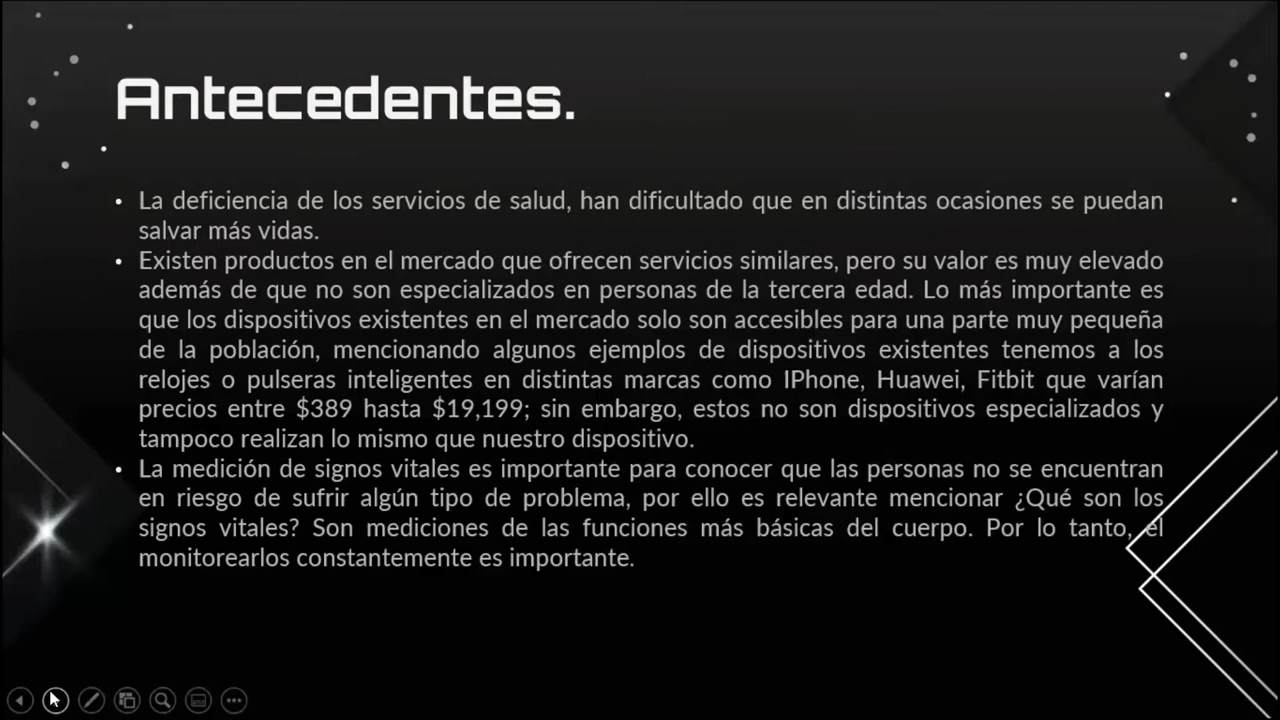 Antecedentes.
• La deficiencia de los servicios de salud, han dificultado que en distintas ocasiones se puedan
salvar más vidas.
• Existen productos en el mercado que ofrecen servicios similares, pero su valor es muy elevado
además de que no son especializados en personas de la tercera edad. Lo más importante es
que los dispositivos existentes en el mercado solo son accesibles para una parte muy pequeña
de la población, mencionando algunos ejemplos de dispositivos existentes tenemos a los
relojes o pulseras inteligentes en distintas marcas como IPhone, Huawei, Fitbit que varían
precios entre $389 hasta $19,199; sin embargo, estos no son dispositivos especializados y
tampoco realizan lo mismo que nuestro dispositivo.
• La medición de signos vitales es importante para conocer que las personas no se encuentran
en riesgo de sufrir algún tipo de problema, por ello es relevante mencionar ¿Qué son los
signos vitales? Son mediciones de las funciones más básicas del cuerpo. Por lo tanto, el
monitorearlos constantemente es importante.